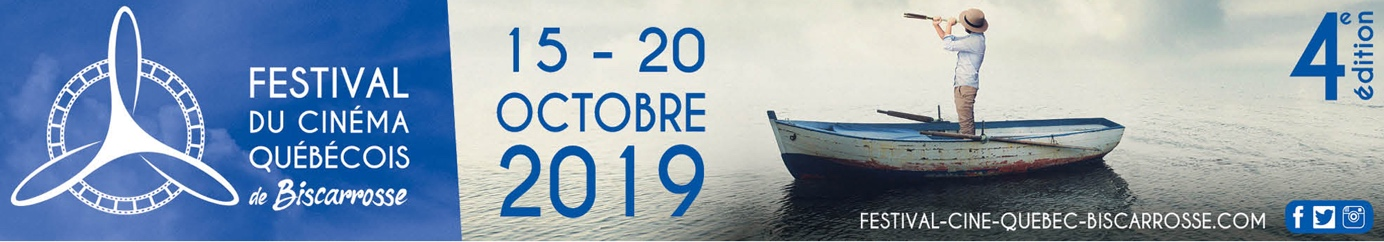 FESTIVAL
DU CINÉMA
QUÉBÉCOIS
de Biscarrosse
15 - 20
OCTOBRE
2019
4e édition
FESTIVAL-CINE-QUEBEC-BISCARROSSE.COM